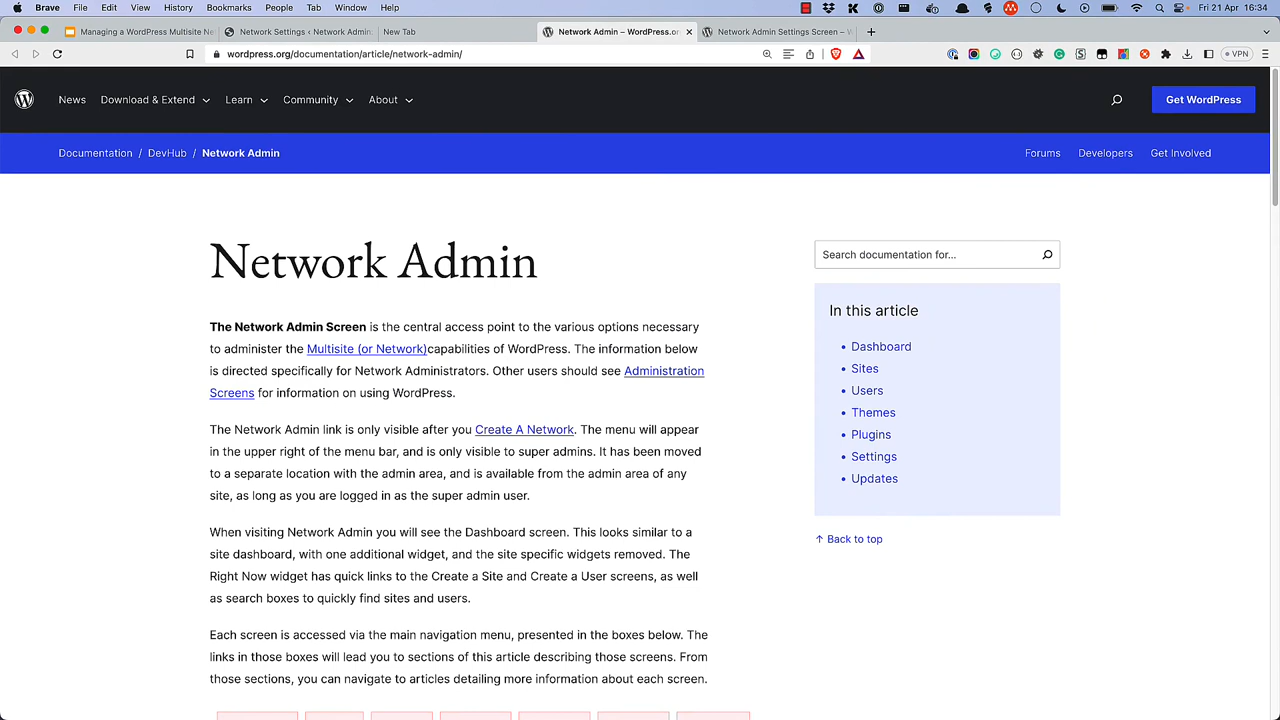 Brave File Edit View History Bookmarks People Tab Window Help Fri 21 Apr 16:34
Managing a WordPress Multisite Ne Network Settings ‹ Network Admin: New Tab Network Admin – WordPress.or Network Admin Settings Screen – W
wordpress.org/documentation/article/network-admin/ VPN
News Download & Extend Learn Community About Get WordPress
Documentation / DevHub / Network Admin Forums Developers Get Involved
Network Admin
The Network Admin Screen is the central access point to the various options necessary
to administer the Multisite (or Network)capabilities of WordPress. The information below
is directed specifically for Network Administrators. Other users should see Administration
Screens for information on using WordPress.
The Network Admin link is only visible after you Create A Network. The menu will appear
in the upper right of the menu bar, and is only visible to super admins. It has been moved
to a separate location with the admin area, and is available from the admin area of any
site, as long as you are logged in as the super admin user.
When visiting Network Admin you will see the Dashboard screen. This looks similar to a
site dashboard, with one additional widget, and the site specific widgets removed. The
Right Now widget has quick links to the Create a Site and Create a User screens, as well
as search boxes to quickly find sites and users.
Each screen is accessed via the main navigation menu, presented in the boxes below. The
links in those boxes will lead you to sections of this article describing those screens. From
those sections, you can navigate to articles detailing more information about each screen.
Search documentation for...
In this article
• Dashboard
• Sites
• Users
• Themes
• Plugins
• Settings
• Updates
↑ Back to top